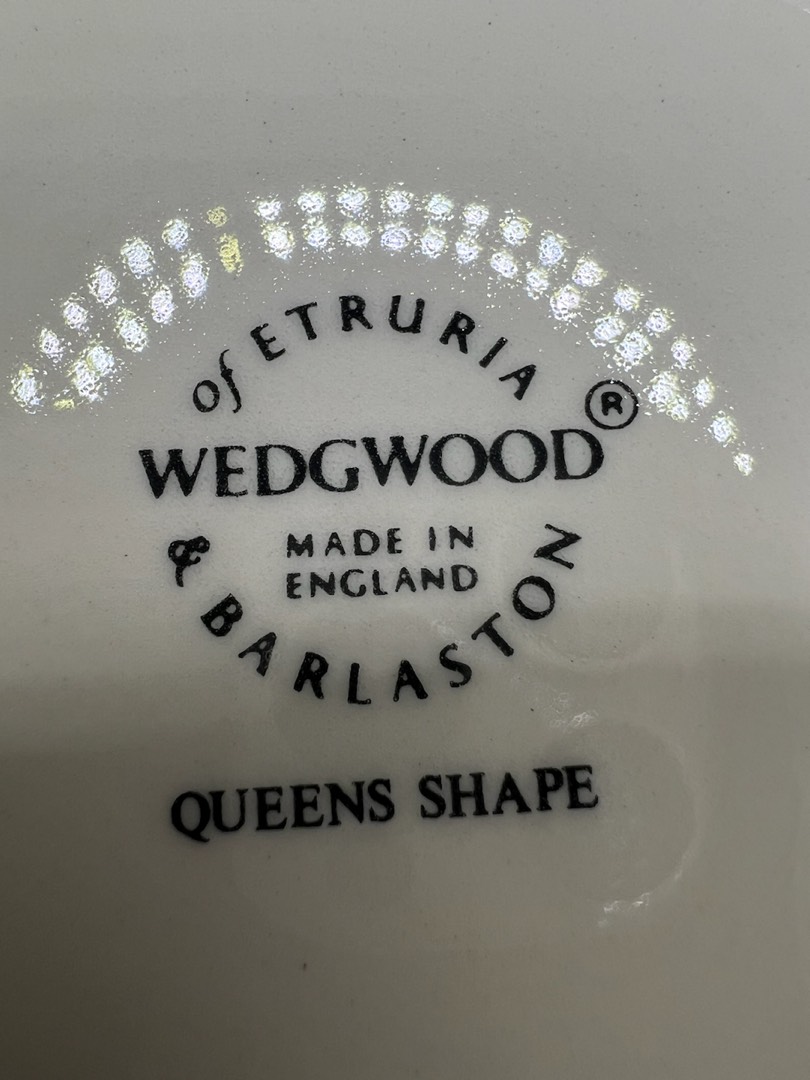 of ETRURIA
WEDGWOOD®
MADE IN
ENGLAND
& BARLASTON
QUEENS SHAPE